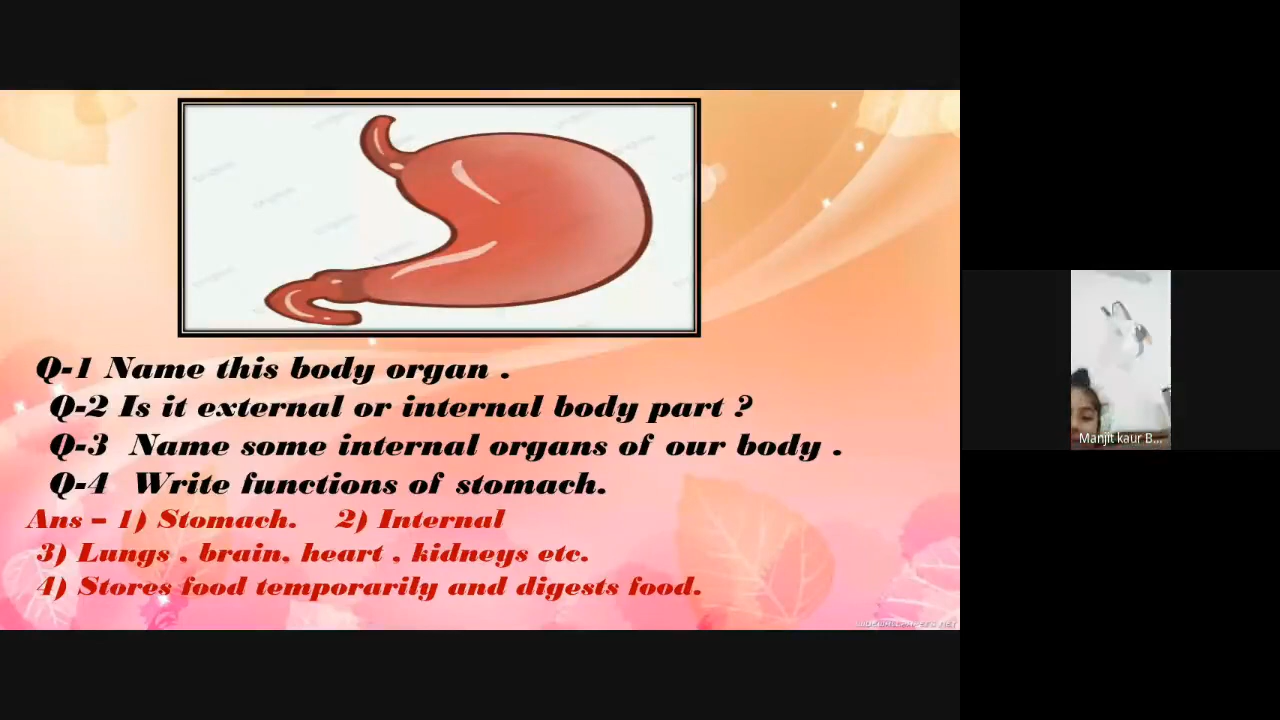 Q-1 Name this body organ .
Q-2 Is it external or internal body part ?
Q-3 Name some internal organs of our body .
Q-4 Write functions of stomach.
Ans – 1) Stomach. 2) Internal
3) Lungs , brain, heart , kidneys etc.
4) Stores food temporarily and digests food.
Manjit kaur B...